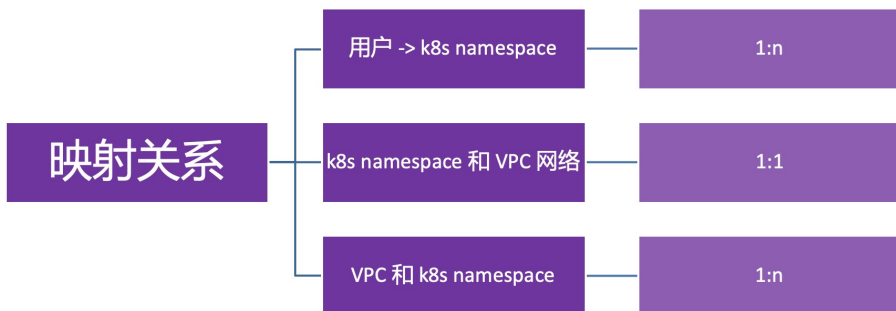 映射关系
用户 -> k8s namespace
1:n
k8s namespace 和 VPC 网络
1:1
VPC 和 k8s namespace
1:n